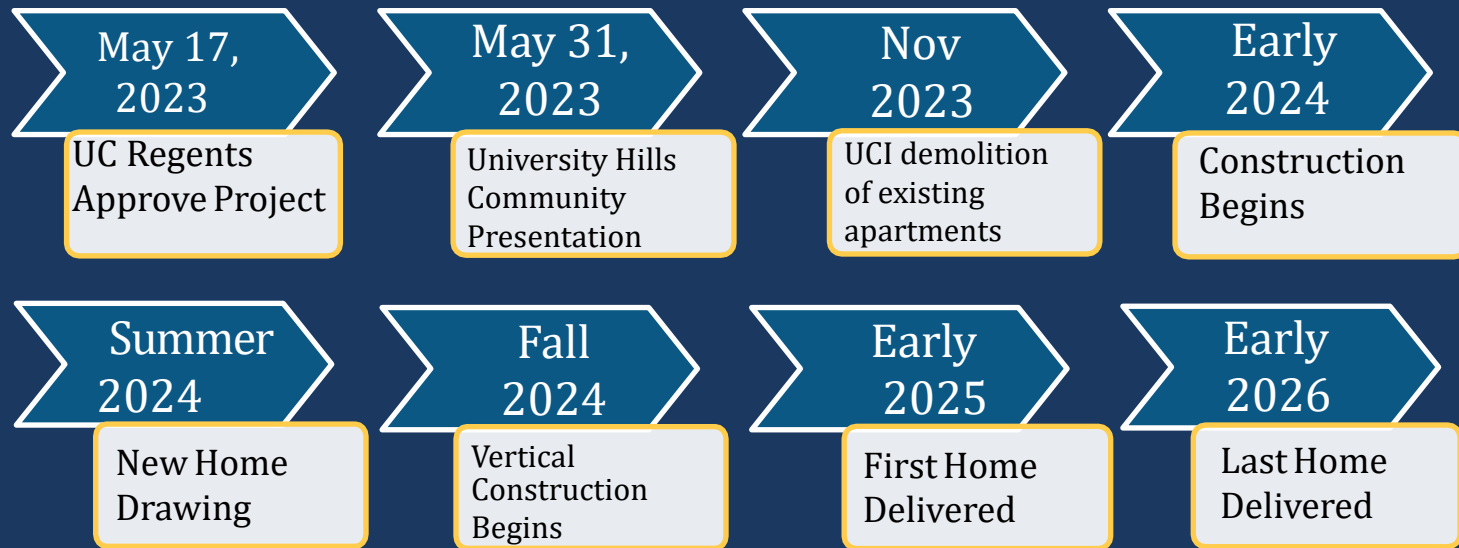 May 17,
2023
UC Regents
Approve Project
May 31,
2023
University Hills
Community
Presentation
Nov
2023
UCI demolition
of existing
apartments
Early
2024
Construction
Begins
Summer
2024
New Home
Drawing
Fall
2024
Vertical
Construction
Begins
Early
2025
First Home
Delivered
Early
2026
Last Home
Delivered